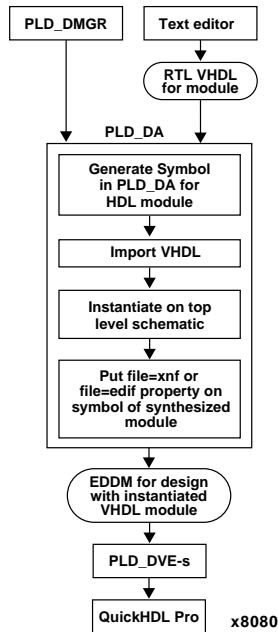 PLD_DMGR
Text editor
RTL VHDL
for module
PLD_DA
Generate Symbol
in PLD_DA for
HDL module
Import VHDL
Instantiate on top
level schematic
Put file=xnf or
file=edif property on
symbol of synthesized
module
EDDM for design
with instantiated
VHDL module
PLD_DVE-s
QuickHDL Pro
x8080